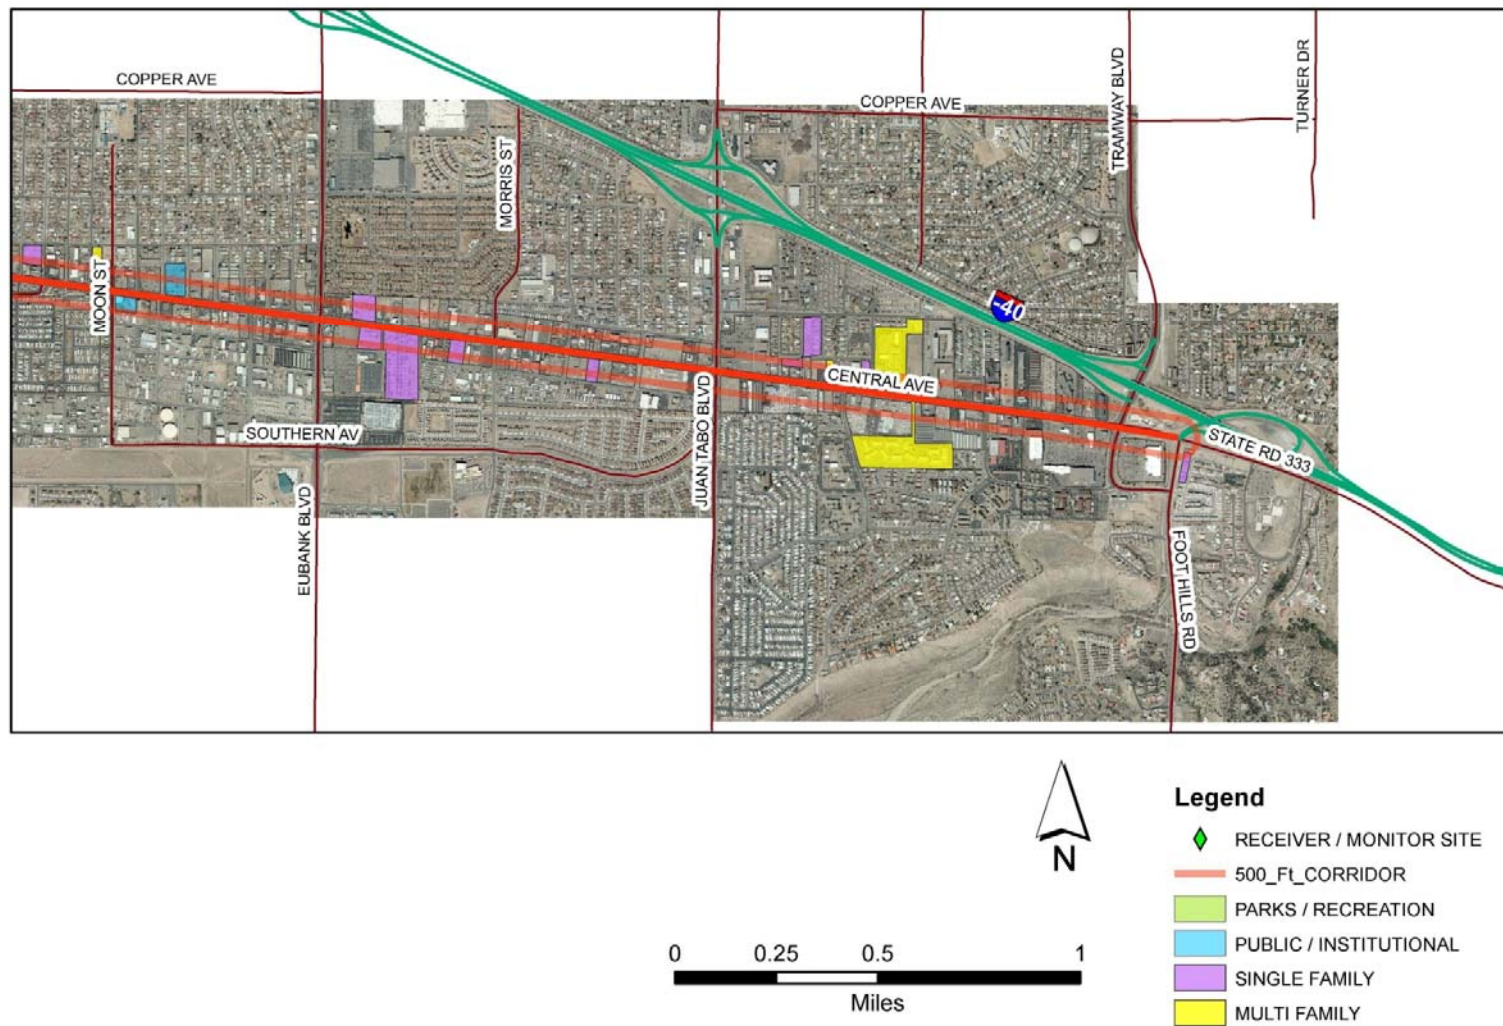 COPPER AVE
COPPER AVE
TRAMWAY BLVD
TURNER DR
MORRIS ST
MOON ST
I-40
CENTRAL AVE
JUAN TABO BLVD
SOUTHERN AV
STATE RD 333
EUBANK BLVD
FOOT HILLS RD
N
0 0.25 0.5 1
Miles
Legend
RECEIVER / MONITOR SITE
500_Ft_CORRIDOR
PARKS / RECREATION
PUBLIC / INSTITUTIONAL
SINGLE FAMILY
MULTI FAMILY